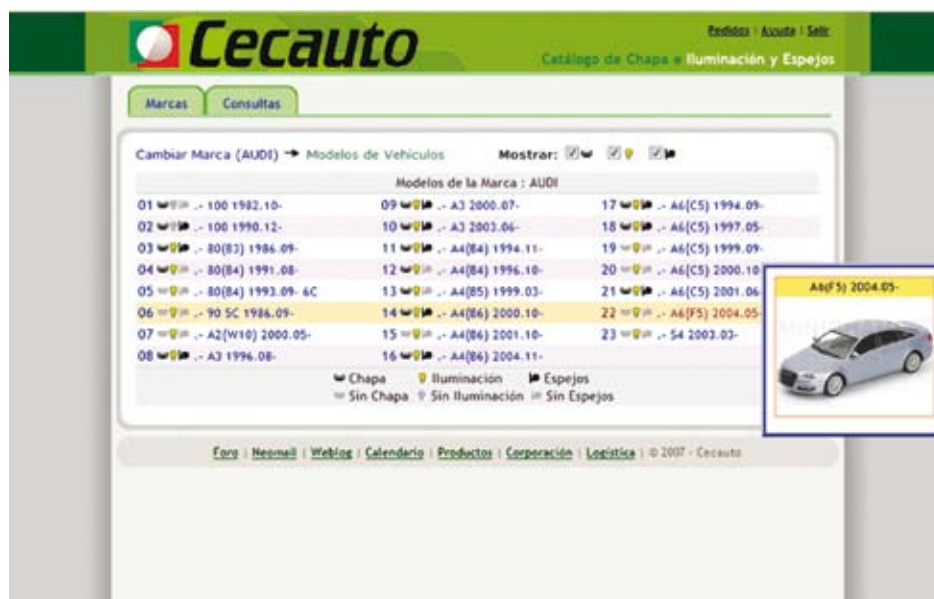 Cecauto
Pedidos | Ayuda | Salir
Catálogo de Chapa e Iluminación y Espejos
Marcas
Consultas
Cambiar Marca (AUDI) → Modelos de Vehículos
Mostrar:
Modelos de la Marca : AUDI
01 .- 100 1982.10-
02 .- 100 1990.12-
03 .- 80(B3) 1986.09-
04 .- 80(B4) 1991.08-
05 .- 80(B4) 1993.09- 6C
06 .- 90 5C 1986.09-
07 .- A2(W10) 2000.05-
08 .- A3 1996.08-
09 .- A3 2000.07-
10 .- A3 2003.06-
11 .- A4(B4) 1994.11-
12 .- A4(B4) 1996.10-
13 .- A4(B5) 1999.03-
14 .- A4(B6) 2000.10-
15 .- A4(B6) 2001.10-
16 .- A4(B6) 2004.11-
17 .- A6(C5) 1994.09-
18 .- A6(C5) 1997.05-
19 .- A6(C5) 1999.09-
20 .- A6(C5) 2000.10
21 .- A6(C5) 2001.06
22 .- A6(F5) 2004.05-
23 .- S4 2003.03-
A6(F5) 2004.05-
Chapa Iluminación Espejos
Sin Chapa Sin Iluminación Sin Espejos
Foro | Neomail | Weblog | Calendario | Productos | Corporación | Logística | © 2007 - Cecauto